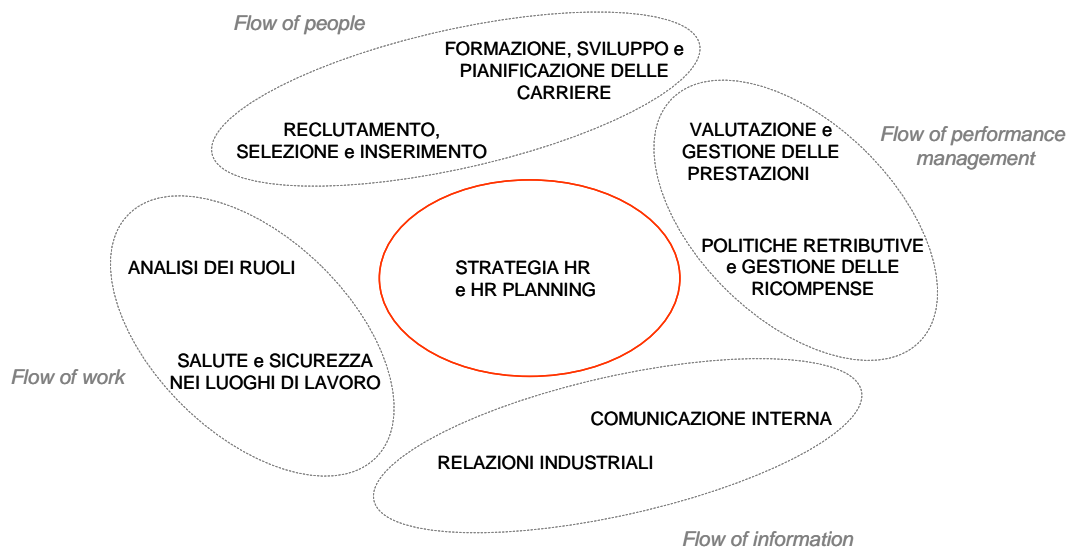 Flow of people
FORMAZIONE, SVILUPPO e
PIANIFICAZIONE DELLE
CARRIERE
RECLUTAMENTO,
SELEZIONE e INSERIMENTO
VALUTAZIONE e
GESTIONE DELLE
PRESTAZIONI
Flow of performance
management
POLITICHE RETRIBUTIVE
e GESTIONE DELLE
RICOMPENSE
ANALISI DEI RUOLI
STRATEGIA HR
e HR PLANNING
SALUTE e SICUREZZA
NEI LUOGHI DI LAVORO
Flow of work
COMUNICAZIONE INTERNA
RELAZIONI INDUSTRIALI
Flow of information